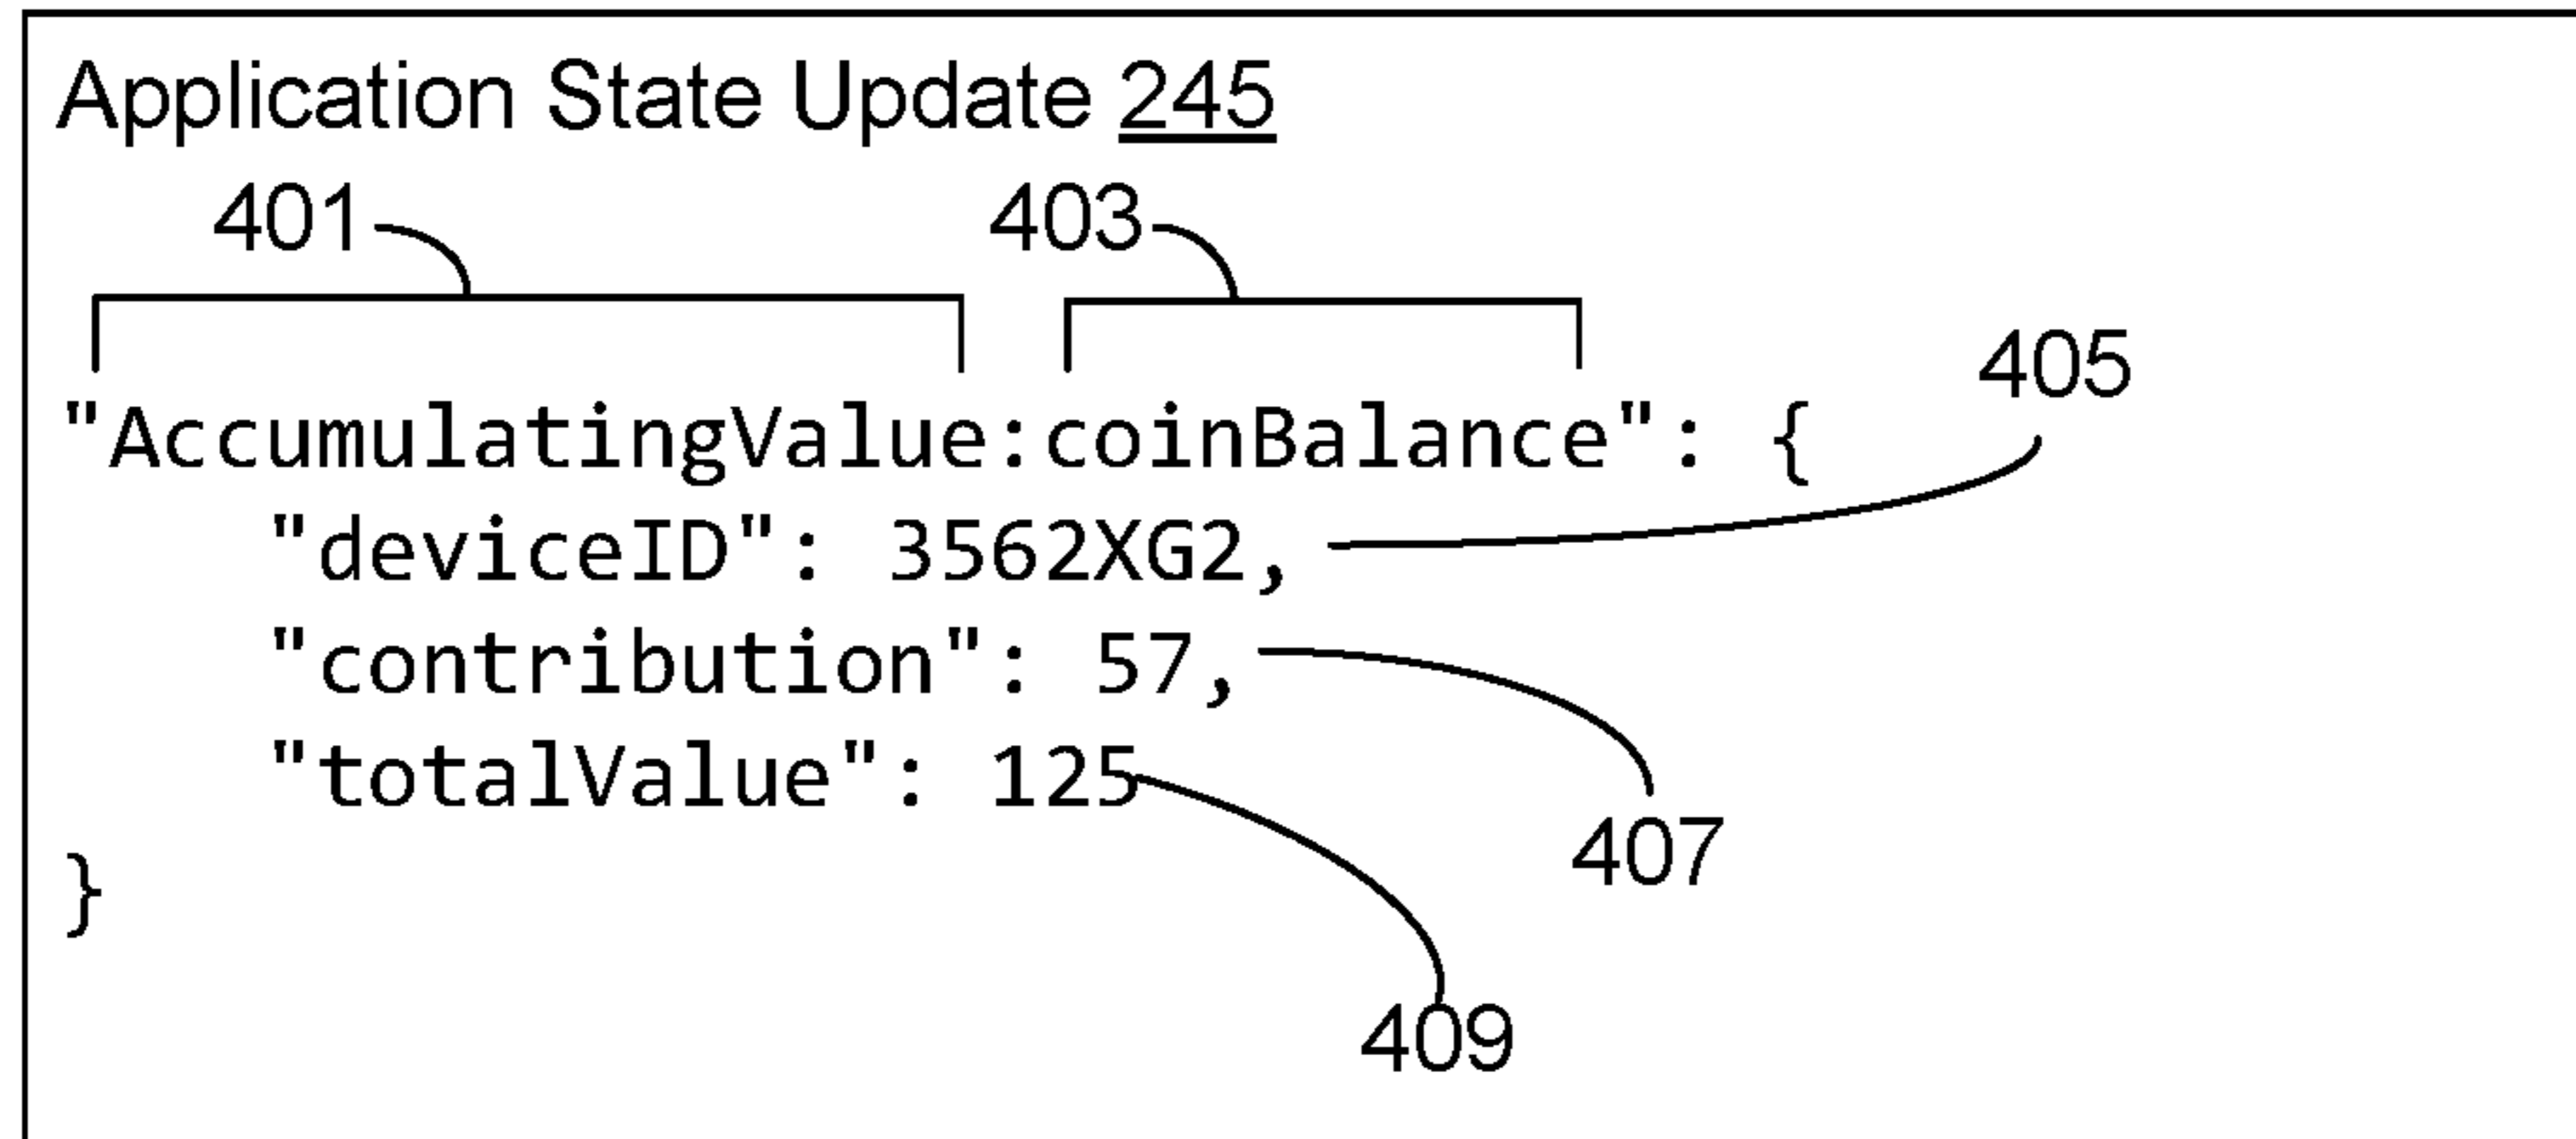 Application State Update 245
401 403
405
"AccumulatingValue:coinBalance": {
"deviceID": 3562XG2,
"contribution": 57,
"totalValue": 125
407
}
409